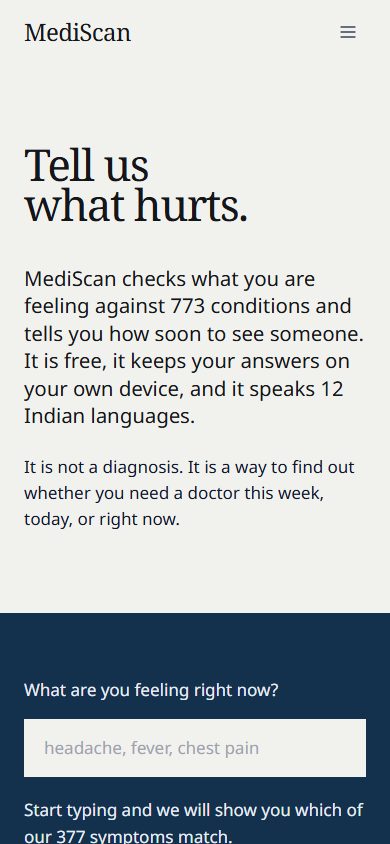 MediScan
Tell us
what hurts.
MediScan checks what you are
feeling against 773 conditions and
tells you how soon to see someone.
It is free, it keeps your answers on
your own device, and it speaks 12
Indian languages.
It is not a diagnosis. It is a way to find out
whether you need a doctor this week,
today, or right now.
What are you feeling right now?
headache, fever, chest pain
Start typing and we will show you which of
our 377 symptoms match.